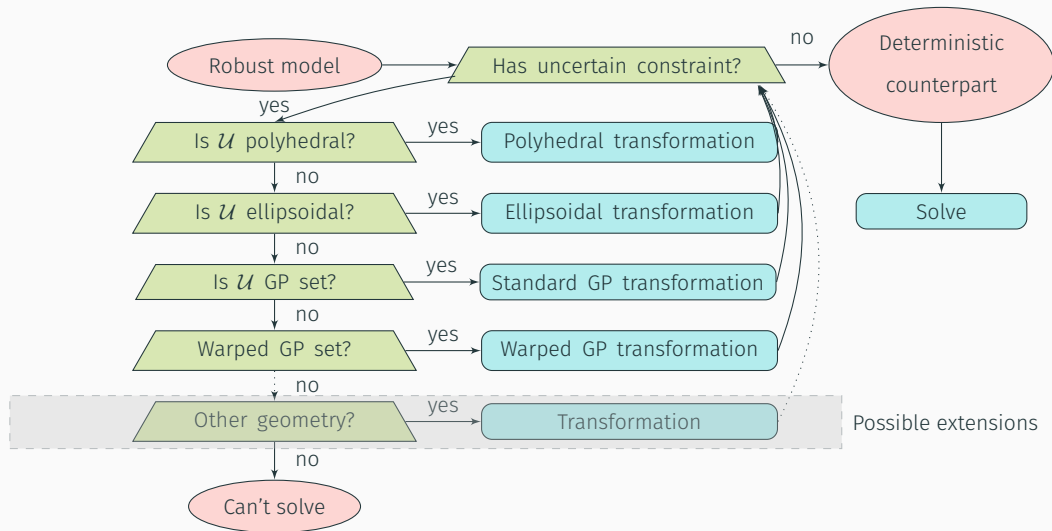 Robust model
Has uncertain constraint?
no
Deterministic
counterpart
yes
Is 𝒰 polyhedral?
yes
Polyhedral transformation
no
Is 𝒰 ellipsoidal?
yes
Ellipsoidal transformation
Solve
no
Is 𝒰 GP set?
yes
Standard GP transformation
no
Warped GP set?
yes
Warped GP transformation
no
Other geometry?
yes
Transformation
Possible extensions
no
Can't solve